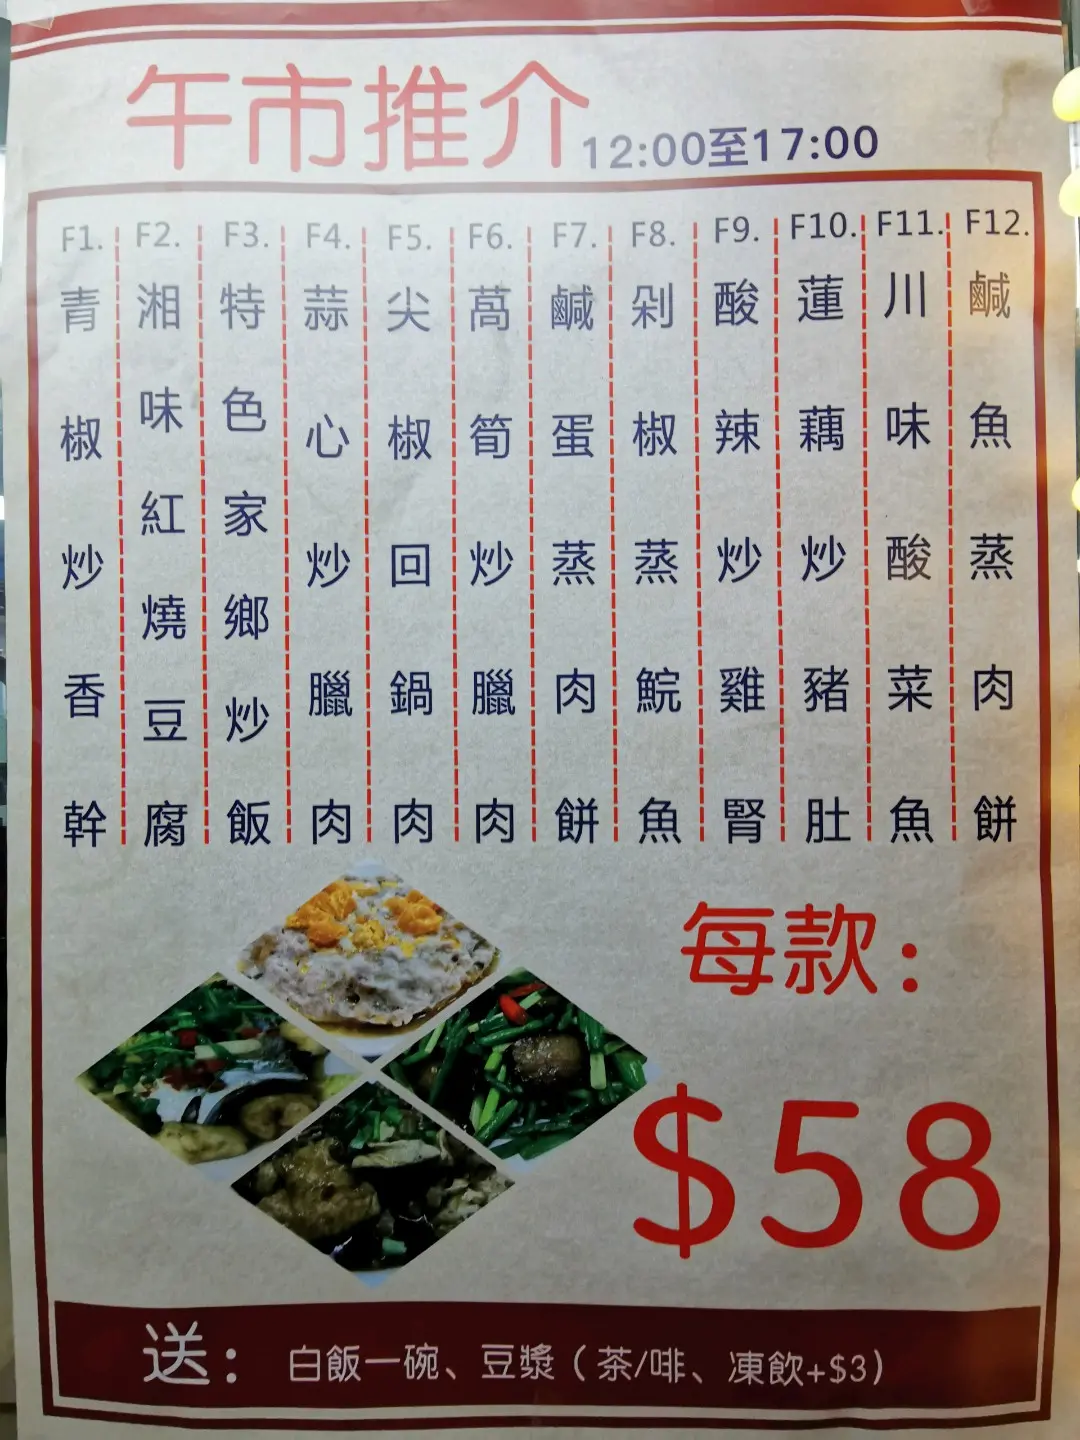 午市推介 12:00至17:00
F1. 青椒炒香幹
F2. 湘味紅燒豆腐
F3. 特色家鄉炒飯
F4. 蒜心炒臘肉
F5. 尖椒回鍋肉
F6. 萵筍炒臘肉
F7. 鹹蛋蒸肉餅
F8. 剁椒蒸鯇魚
F9. 酸辣炒雞腎
F10. 蓮藕炒豬肚
F11. 川味酸菜魚
F12. 鹹魚蒸肉餅
每款：
$58
送： 白飯一碗、豆漿（茶/啡、凍飲+$3）